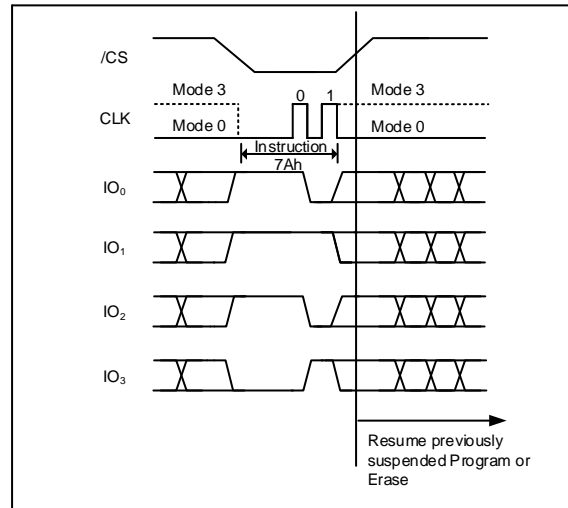 /CS
Mode 3
0 1
Mode 3
CLK
Mode 0
Mode 0
Instruction
7Ah
IO0
IO1
IO2
IO3
Resume previously
suspended Program or
Erase